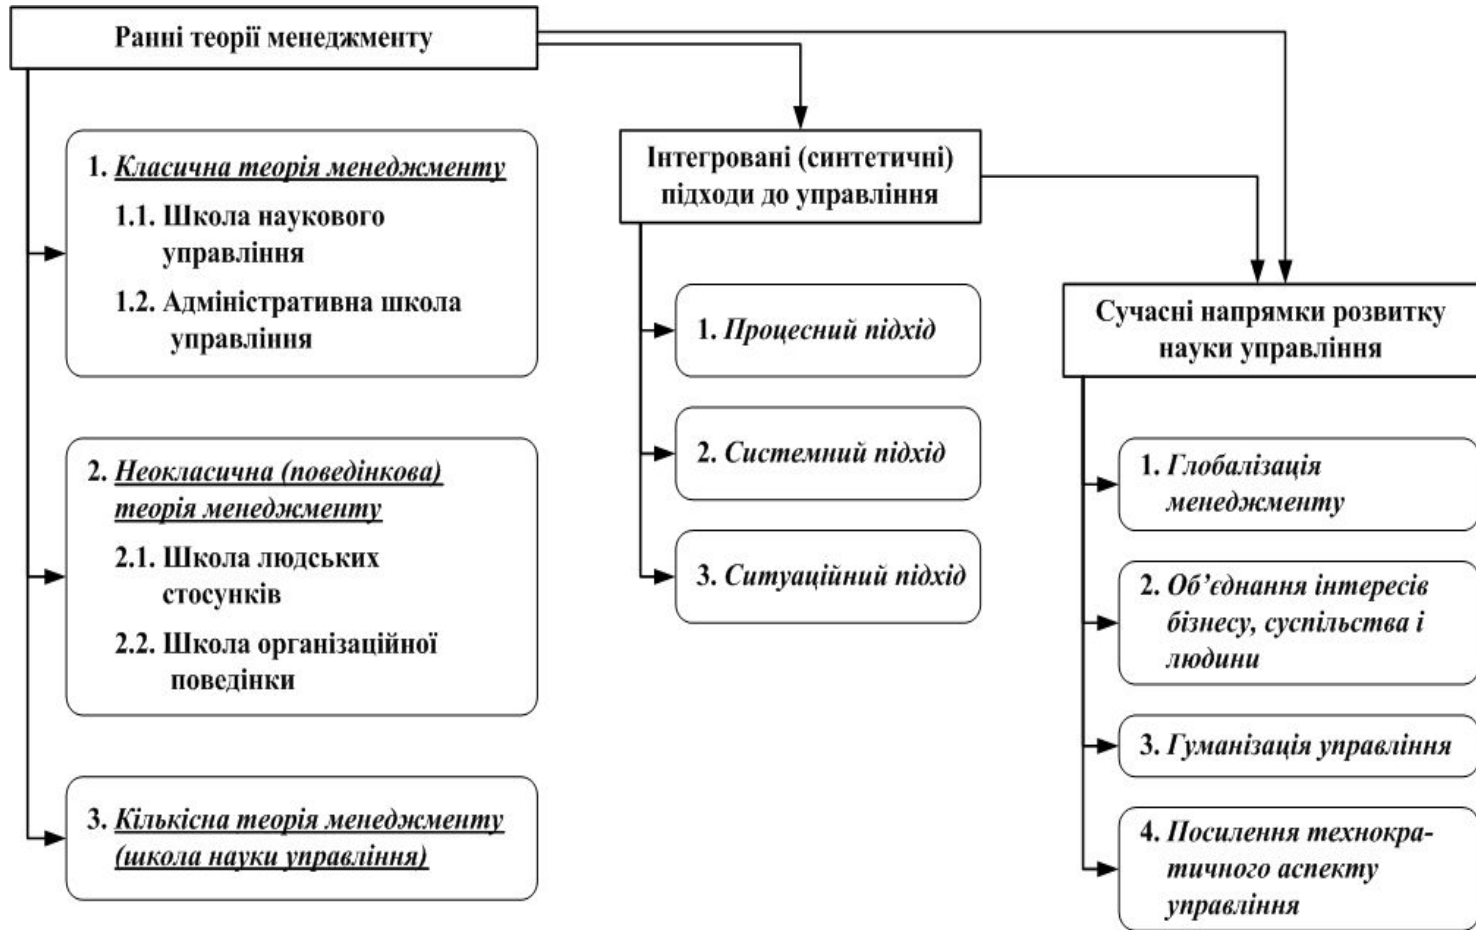 Ранні теорії менеджменту
1. Класична теорія менеджменту
1.1. Школа наукового
управління
1.2. Адміністративна школа
управління
2. Неокласична (поведінкова)
теорія менеджменту
2.1. Школа людських
стосунків
2.2. Школа організаційної
поведінки
3. Кількісна теорія менеджменту
(школа науки управління)
Інтегровані (синтетичні)
підходи до управління
1. Процесний підхід
2. Системний підхід
3. Ситуаційний підхід
Сучасні напрямки розвитку
науки управління
1. Глобалізація
менеджменту
2. Об’єднання інтересів
бізнесу, суспільства і
людини
3. Гуманізація управління
4. Посилення технокра-
тичного аспекту
управління